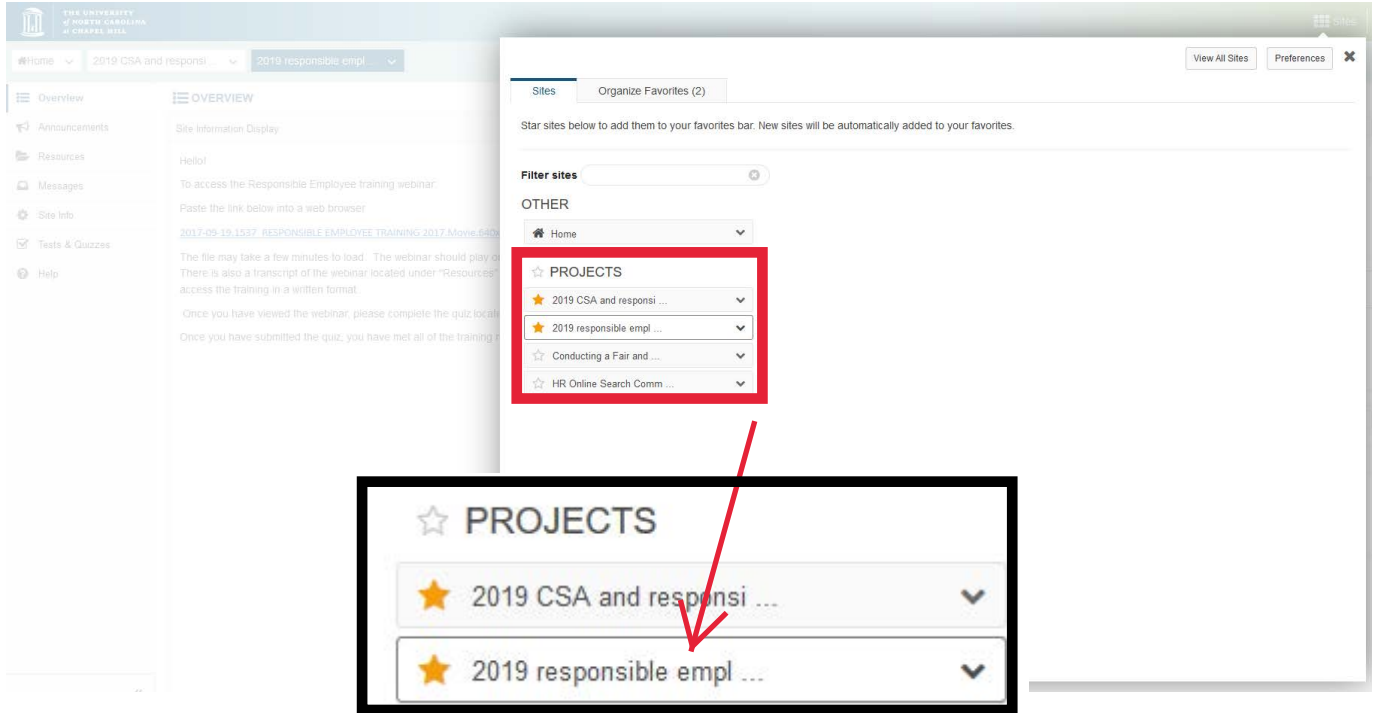 THE UNIVERSITY
of NORTH CAROLINA
at CHAPEL HILL
Sites
Home
2019 CSA and responsi...
2019 responsible empl...
View All Sites
Preferences
Overview
Announcements
Resources
Messages
Site Info
Tests & Quizzes
Help
OVERVIEW
Site Information Display
Hello!
To access the Responsible Employee training webinar:
Paste the link below into a web browser
2017-09-19.1537 RESPONSIBLE EMPLOYEE TRAINING 2017.Movie.640x
The file may take a few minutes to load. The webinar should play o
There is also a transcript of the webinar located under "Resources"
access the training in a written format.
Once you have viewed the webinar, please complete the quiz locate
Once you have submitted the quiz, you have met all of the training r
Sites
Organize Favorites (2)
Star sites below to add them to your favorites bar. New sites will be automatically added to your favorites.
Filter sites
OTHER
Home
PROJECTS
2019 CSA and responsi ...
2019 responsible empl ...
Conducting a Fair and ...
HR Online Search Comm ...
PROJECTS
2019 CSA and responsi ...
2019 responsible empl ...